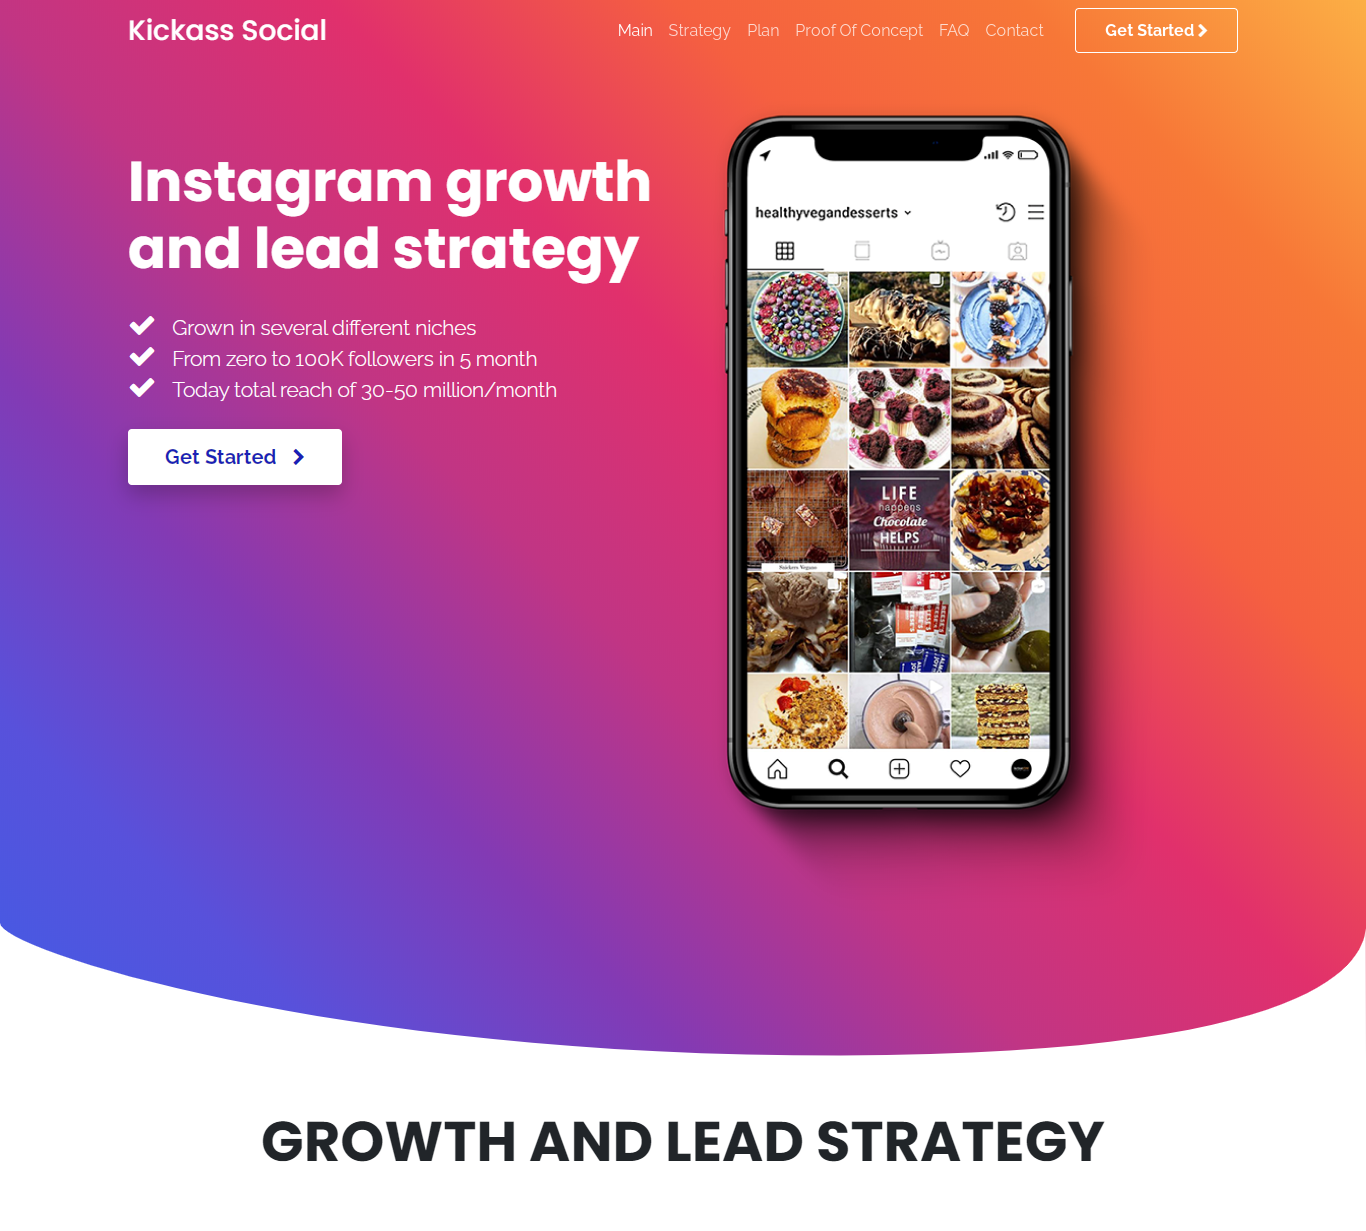 Kickass Social
Main Strategy Plan Proof Of Concept FAQ Contact Get Started
Instagram growth
and lead strategy
Grown in several different niches
From zero to 100K followers in 5 month
Today total reach of 30-50 million/month
Get Started
healthyvegandesserts
LIFE
happens
Chocolate
HELPS
Snickers Vegano
GROWTH AND LEAD STRATEGY